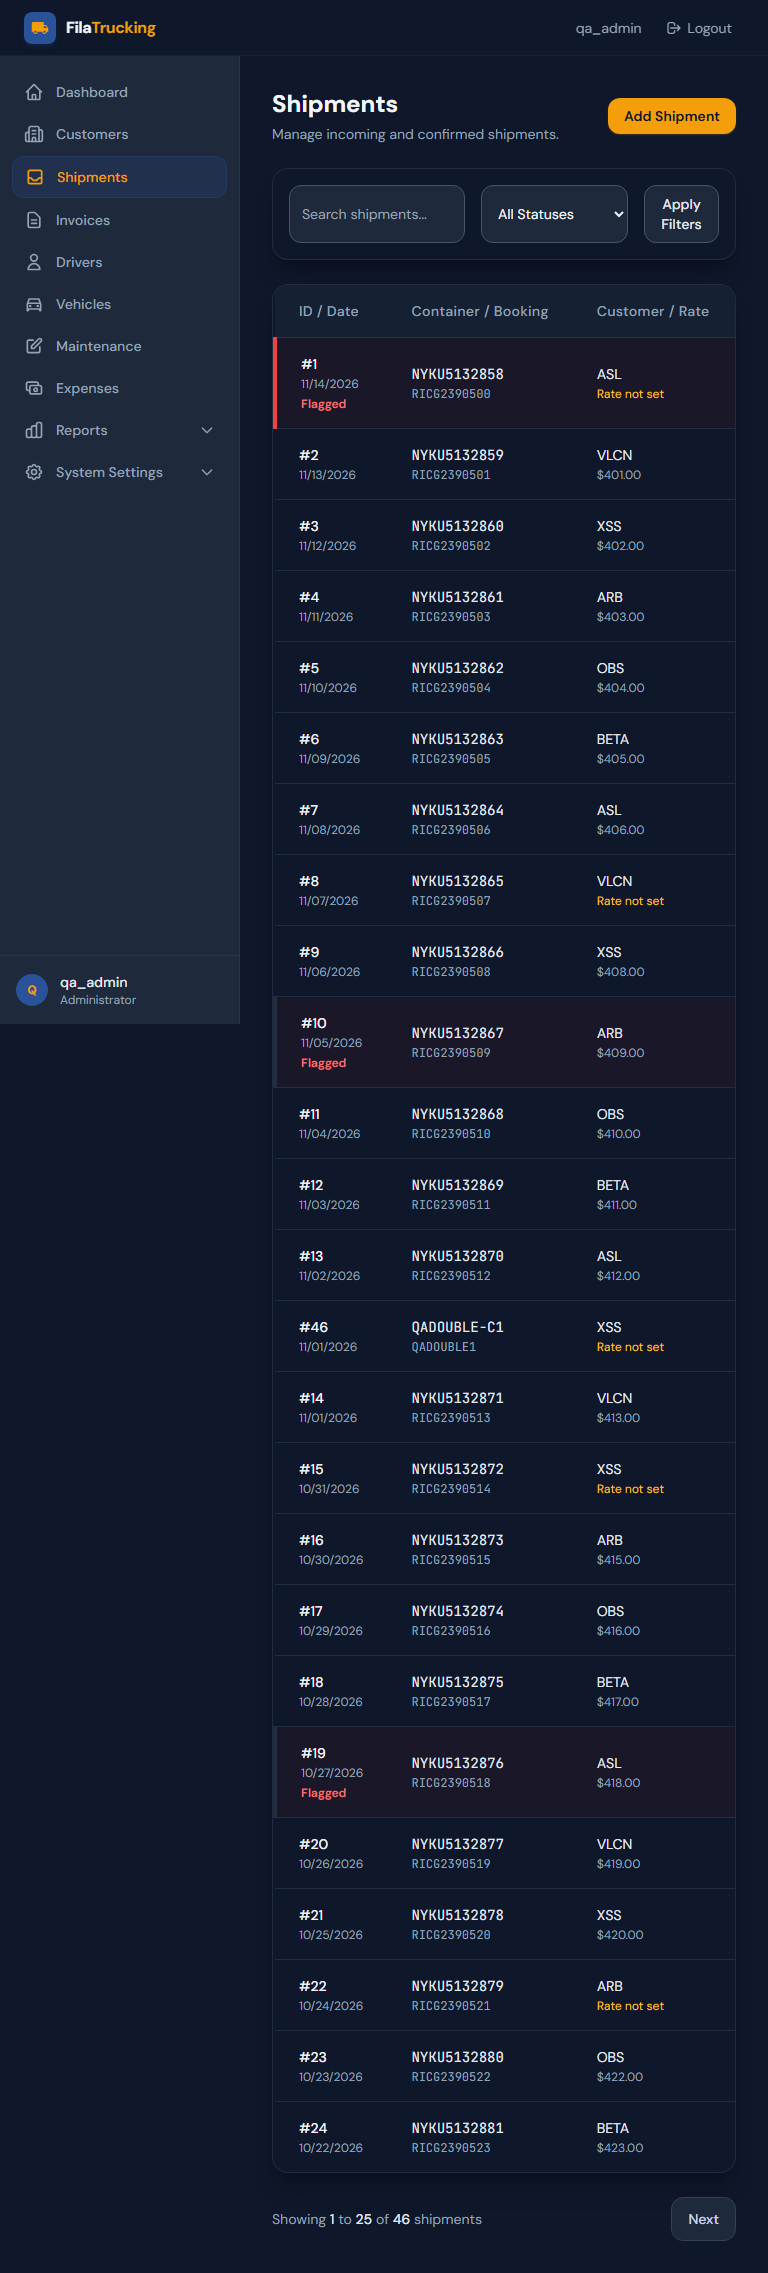 FilaTrucking
qa_admin
Logout
Dashboard
Customers
Shipments
Invoices
Drivers
Vehicles
Maintenance
Expenses
Reports
System Settings
Q
qa_admin
Administrator
Shipments
Manage incoming and confirmed shipments.
Add Shipment
Search shipments...
All Statuses
Apply
Filters
ID / Date Container / Booking Customer / Rate
#1
11/14/2026
Flagged
NYKU5132858
RICG2390500
ASL
Rate not set
#2
11/13/2026
NYKU5132859
RICG2390501
VLCN
$401.00
#3
11/12/2026
NYKU5132860
RICG2390502
XSS
$402.00
#4
11/11/2026
NYKU5132861
RICG2390503
ARB
$403.00
#5
11/10/2026
NYKU5132862
RICG2390504
OBS
$404.00
#6
11/09/2026
NYKU5132863
RICG2390505
BETA
$405.00
#7
11/08/2026
NYKU5132864
RICG2390506
ASL
$406.00
#8
11/07/2026
NYKU5132865
RICG2390507
VLCN
Rate not set
#9
11/06/2026
NYKU5132866
RICG2390508
XSS
$408.00
#10
11/05/2026
Flagged
NYKU5132867
RICG2390509
ARB
$409.00
#11
11/04/2026
NYKU5132868
RICG2390510
OBS
$410.00
#12
11/03/2026
NYKU5132869
RICG2390511
BETA
$411.00
#13
11/02/2026
NYKU5132870
RICG2390512
ASL
$412.00
#46
11/01/2026
QADOUBLE-C1
QADOUBLE1
XSS
Rate not set
#14
11/01/2026
NYKU5132871
RICG2390513
VLCN
$413.00
#15
10/31/2026
NYKU5132872
RICG2390514
XSS
Rate not set
#16
10/30/2026
NYKU5132873
RICG2390515
ARB
$415.00
#17
10/29/2026
NYKU5132874
RICG2390516
OBS
$416.00
#18
10/28/2026
NYKU5132875
RICG2390517
BETA
$417.00
#19
10/27/2026
Flagged
NYKU5132876
RICG2390518
ASL
$418.00
#20
10/26/2026
NYKU5132877
RICG2390519
VLCN
$419.00
#21
10/25/2026
NYKU5132878
RICG2390520
XSS
$420.00
#22
10/24/2026
NYKU5132879
RICG2390521
ARB
Rate not set
#23
10/23/2026
NYKU5132880
RICG2390522
OBS
$422.00
#24
10/22/2026
NYKU5132881
RICG2390523
BETA
$423.00
Showing 1 to 25 of 46 shipments
Next